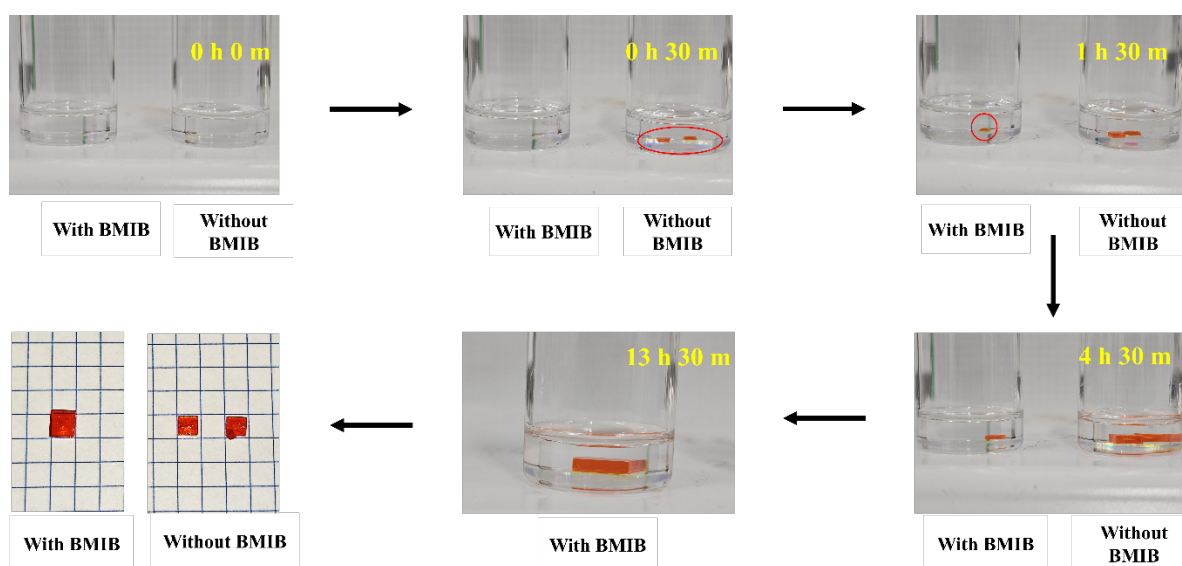 0 h 0 m
With BMIB
Without
BMIB
0 h 30 m
With BMIB
Without
BMIB
1 h 30 m
With BMIB
Without
BMIB
4 h 30 m
With BMIB
Without
BMIB
13 h 30 m
With BMIB
With BMIB
Without BMIB